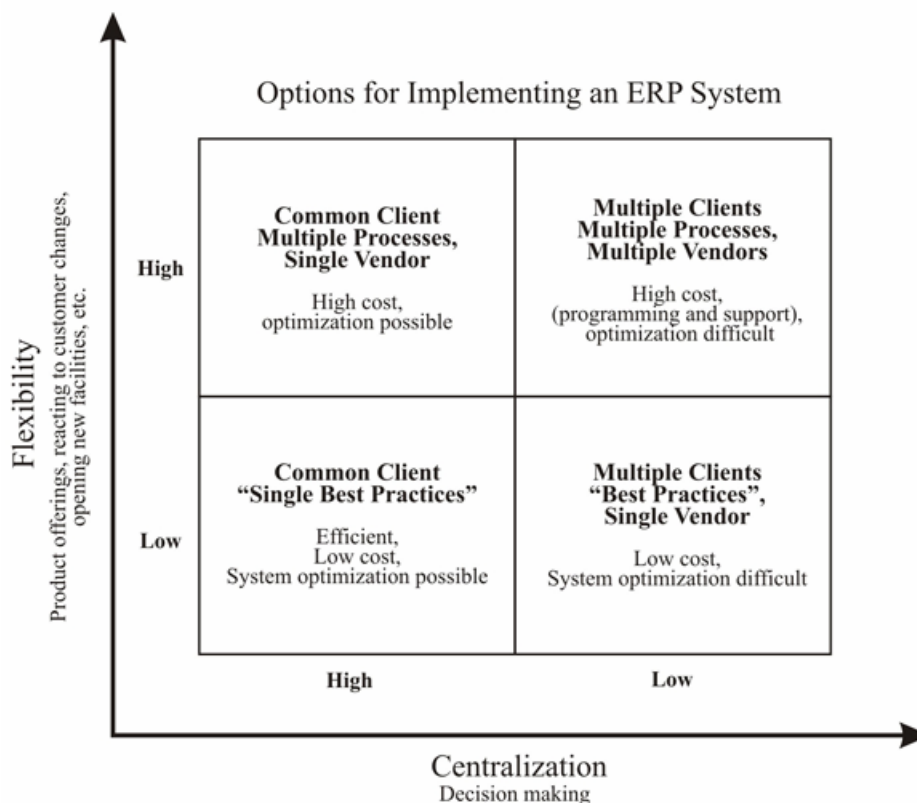 Options for Implementing an ERP System
Flexibility
Product offerings, reacting to customer changes,
opening new facilities, etc.
High
Common Client
Multiple Processes,
Single Vendor
High cost,
optimization possible
Multiple Clients
Multiple Processes,
Multiple Vendors
High cost,
(programming and support),
optimization difficult
Low
Common Client
“Single Best Practices”
Efficient,
Low cost,
System optimization possible
Multiple Clients
“Best Practices”,
Single Vendor
Low cost,
System optimization difficult
High
Low
Centralization
Decision making